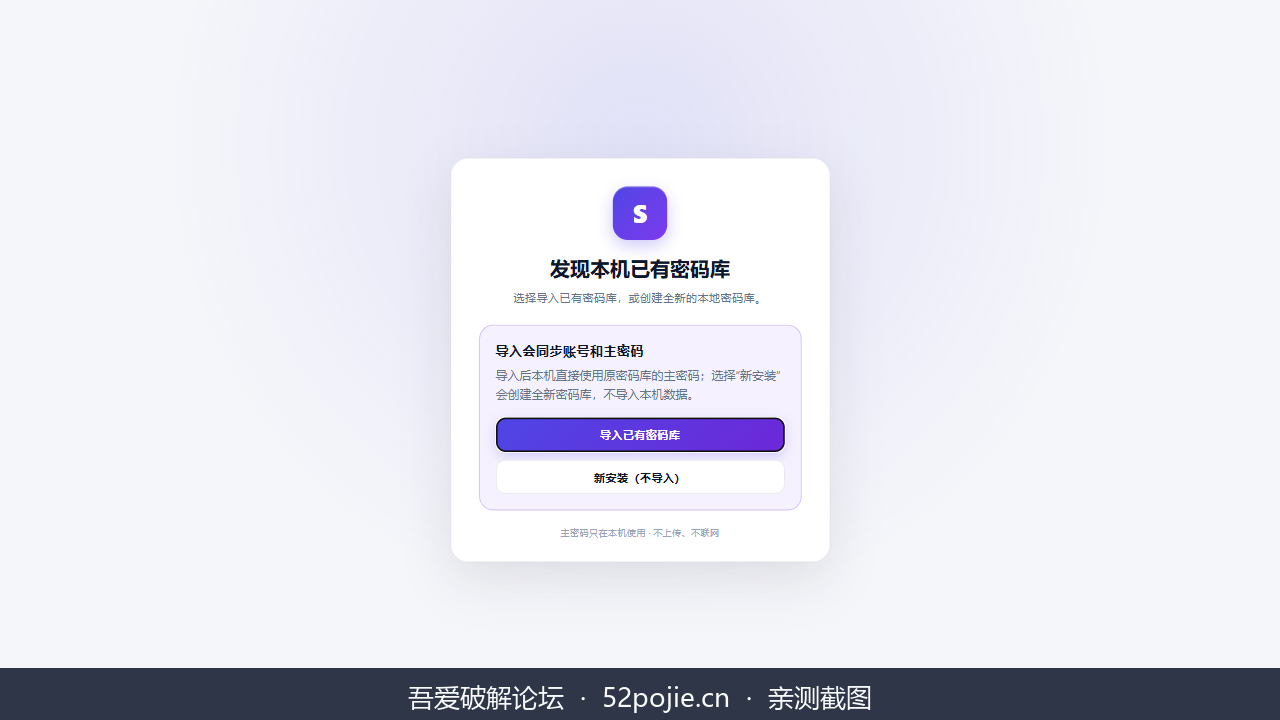 S
发现本机已有密码库
选择导入已有密码库，或创建全新的本地密码库。
导入会同步账号和主密码
导入后本机直接使用原密码库的主密码；选择“新安装”
会创建全新密码库，不导入本机数据。
导入已有密码库
新安装（不导入）
主密码只在本机使用 · 不上传、不联网
吾爱破解论坛 · 52pojie.cn · 亲测截图